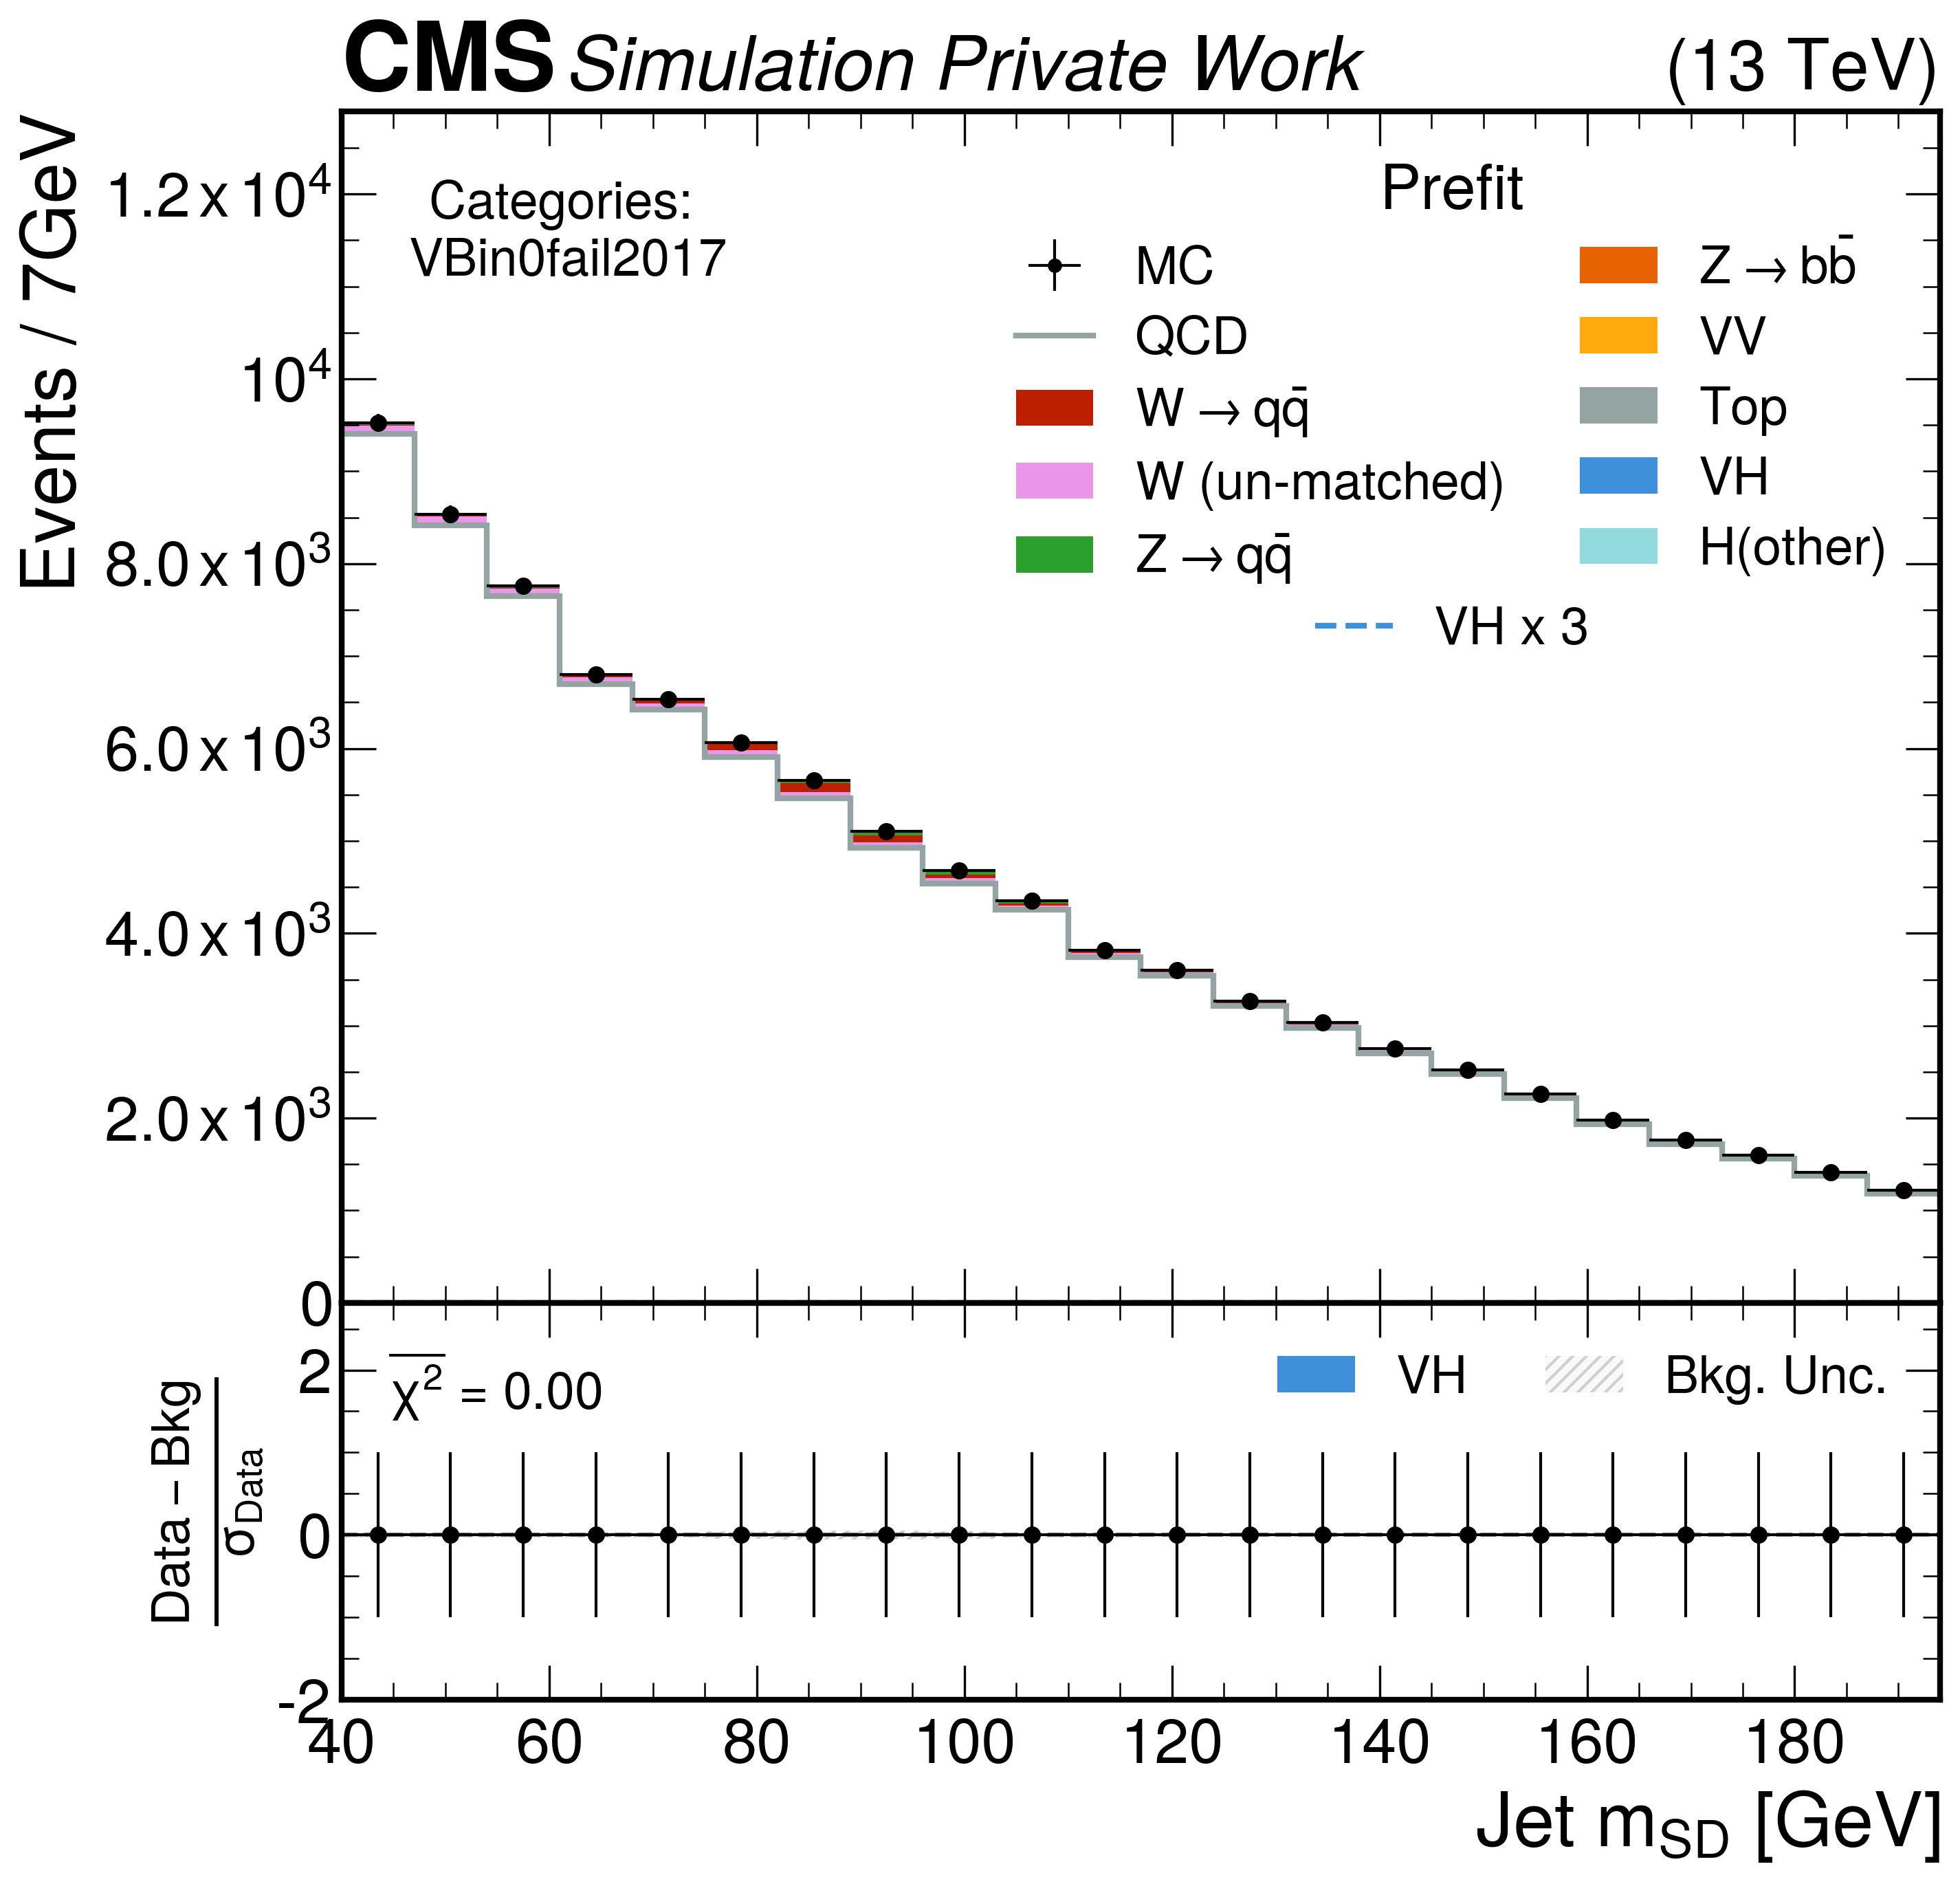 CMS Simulation Private Work (13 TeV)
Events / 7GeV
1.2 x 10⁴
10⁴
8.0 x 10³
6.0 x 10³
4.0 x 10³
2.0 x 10³
0
Categories:
VBin0fail2017
Prefit
MC
QCD
W → qq̄
W (un-matched)
Z → qq̄
Z → bb̄
VV
Top
VH
H(other)
VH x 3
Data – Bkg
σ_Data
2
0
-2
χ² = 0.00
VH
Bkg. Unc.
40 60 80 100 120 140 160 180
Jet m_SD [GeV]